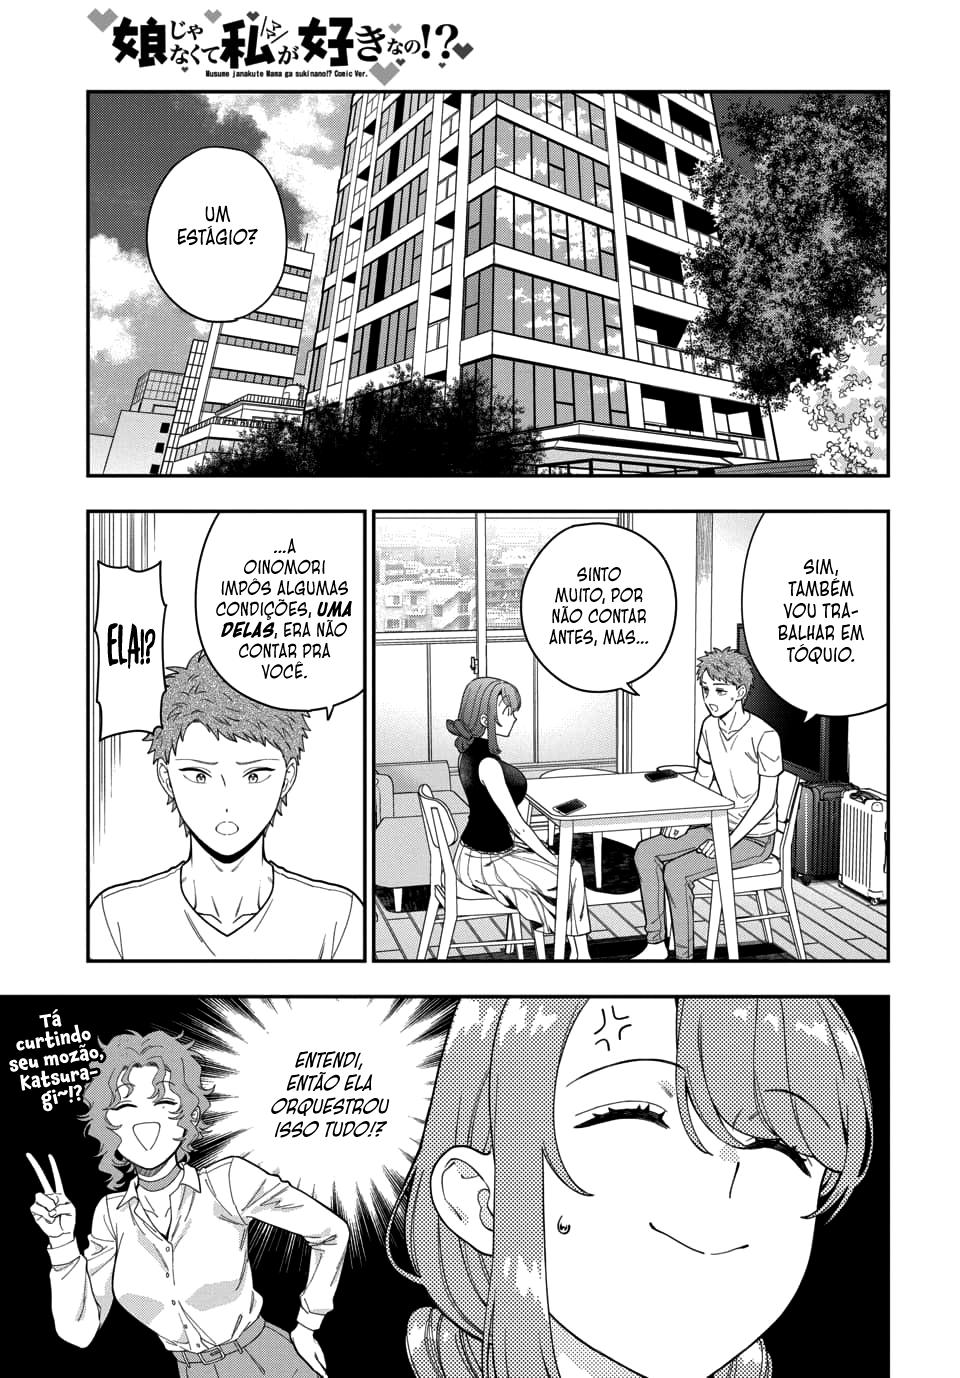 娘じゃなくて私が好きなの!?
ママ
Musume janakute Mama ga sukinano!? Comic Ver.
UM
ESTÁGIO?
SIM,
TAMBÉM
VOU TRA-
BALHAR EM
TÓQUIO.
SINTO
MUITO, POR
NÃO CONTAR
ANTES, MAS...
...A
OINOMORI
IMPÔS ALGUMAS
CONDIÇÕES, UMA
DELAS, ERA NÃO
CONTAR PRA
VOCÊ.
ELA!?
ENTENDI,
ENTÃO ELA
ORQUESTROU
ISSO TUDO!?
Tá
curtindo
seu mozão,
Katsura-
gi~!?